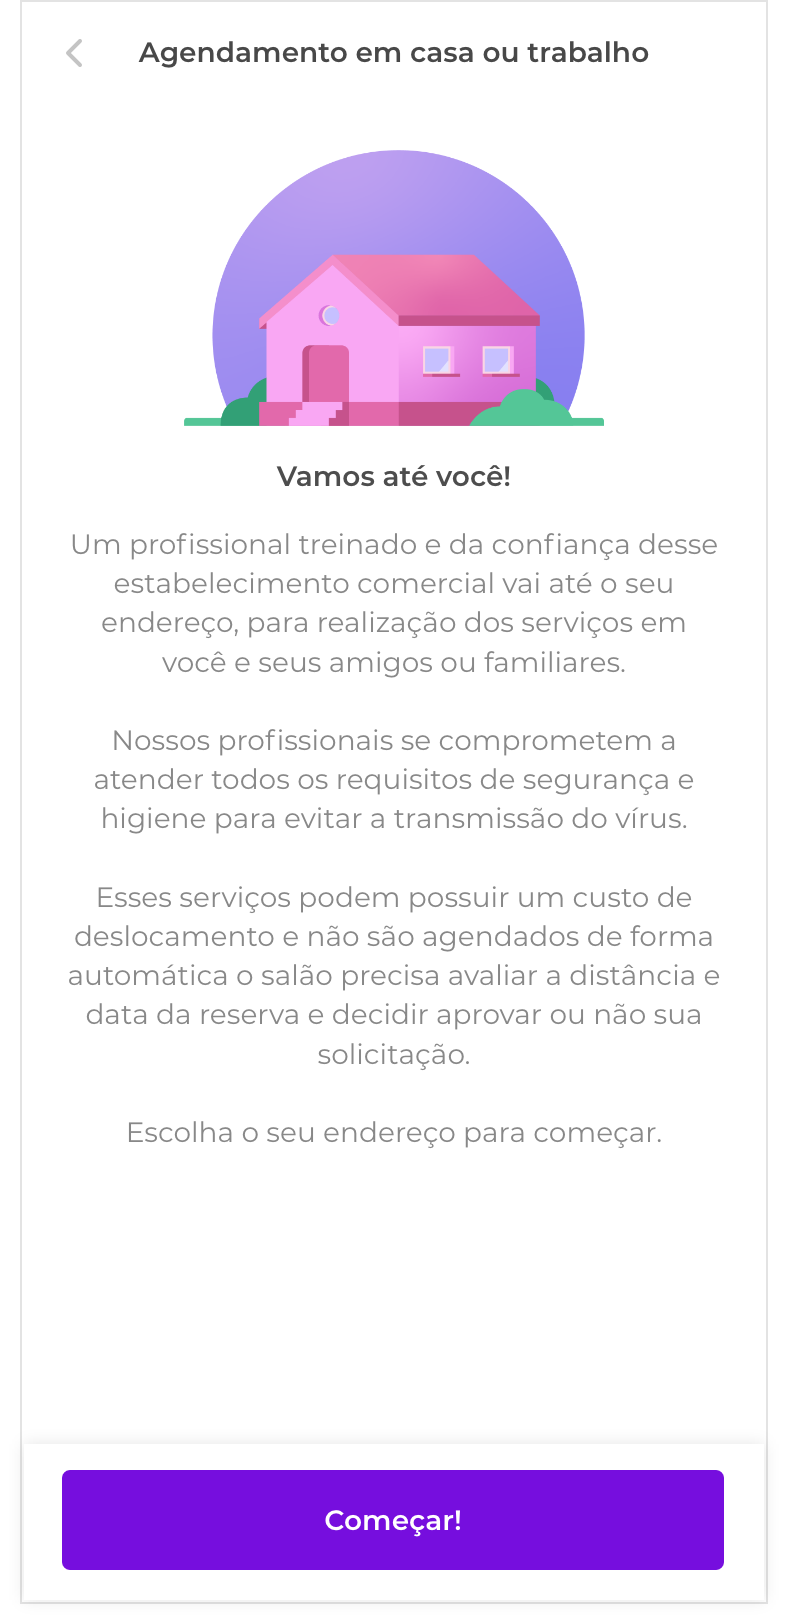 Agendamento em casa ou trabalho
Vamos até você!
Um profissional treinado e da confiança desse
estabelecimento comercial vai até o seu
endereço, para realização dos serviços em
você e seus amigos ou familiares.
Nossos profissionais se comprometem a
atender todos os requisitos de segurança e
higiene para evitar a transmissão do vírus.
Esses serviços podem possuir um custo de
deslocamento e não são agendados de forma
automática o salão precisa avaliar a distância e
data da reserva e decidir aprovar ou não sua
solicitação.
Escolha o seu endereço para começar.
Começar!